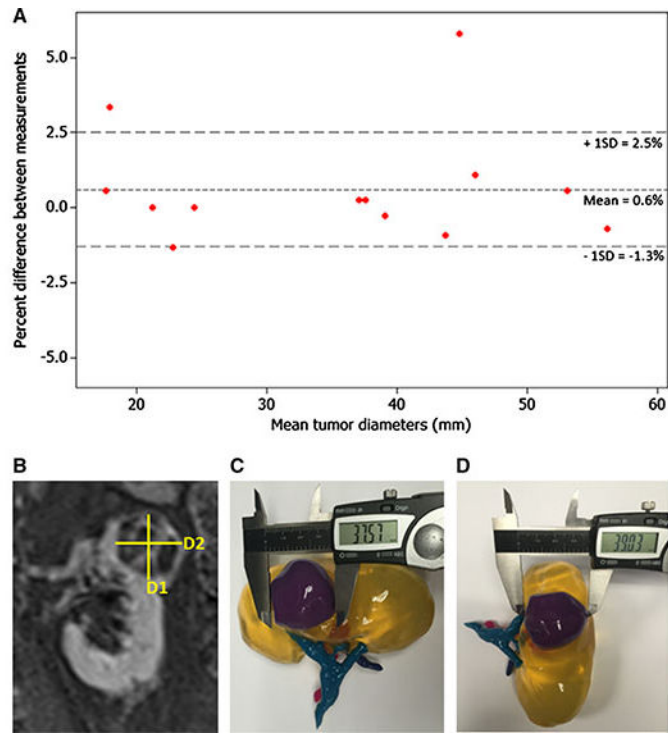 A
Percent difference between measurements
5.0
2.5
0.0
-2.5
-5.0
+ 1SD = 2.5%
Mean = 0.6%
- 1SD = -1.3%
20 30 40 50 60
Mean tumor diameters (mm)
B
C
D
D2
D1
37.57
39.03